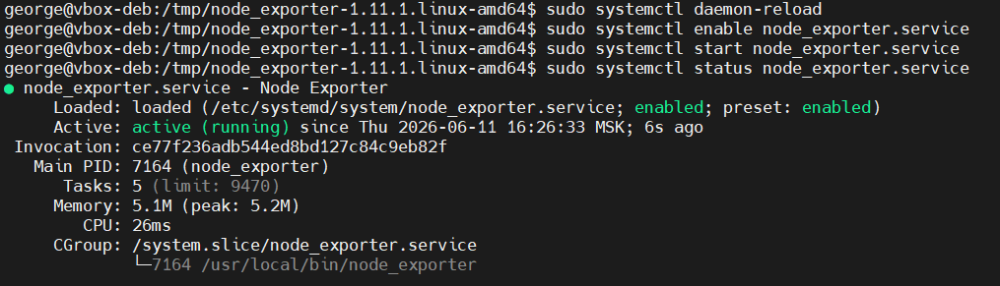 george@vbox-deb:/tmp/node_exporter-1.11.1.linux-amd64$ sudo systemctl daemon-reload
george@vbox-deb:/tmp/node_exporter-1.11.1.linux-amd64$ sudo systemctl enable node_exporter.service
george@vbox-deb:/tmp/node_exporter-1.11.1.linux-amd64$ sudo systemctl start node_exporter.service
george@vbox-deb:/tmp/node_exporter-1.11.1.linux-amd64$ sudo systemctl status node_exporter.service
● node_exporter.service - Node Exporter
     Loaded: loaded (/etc/systemd/system/node_exporter.service; enabled; preset: enabled)
     Active: active (running) since Thu 2026-06-11 16:26:33 MSK; 6s ago
 Invocation: ce77f236adb544ed8bd127c84c9eb82f
   Main PID: 7164 (node_exporter)
      Tasks: 5 (limit: 9470)
     Memory: 5.1M (peak: 5.2M)
        CPU: 26ms
     CGroup: /system.slice/node_exporter.service
             └─7164 /usr/local/bin/node_exporter